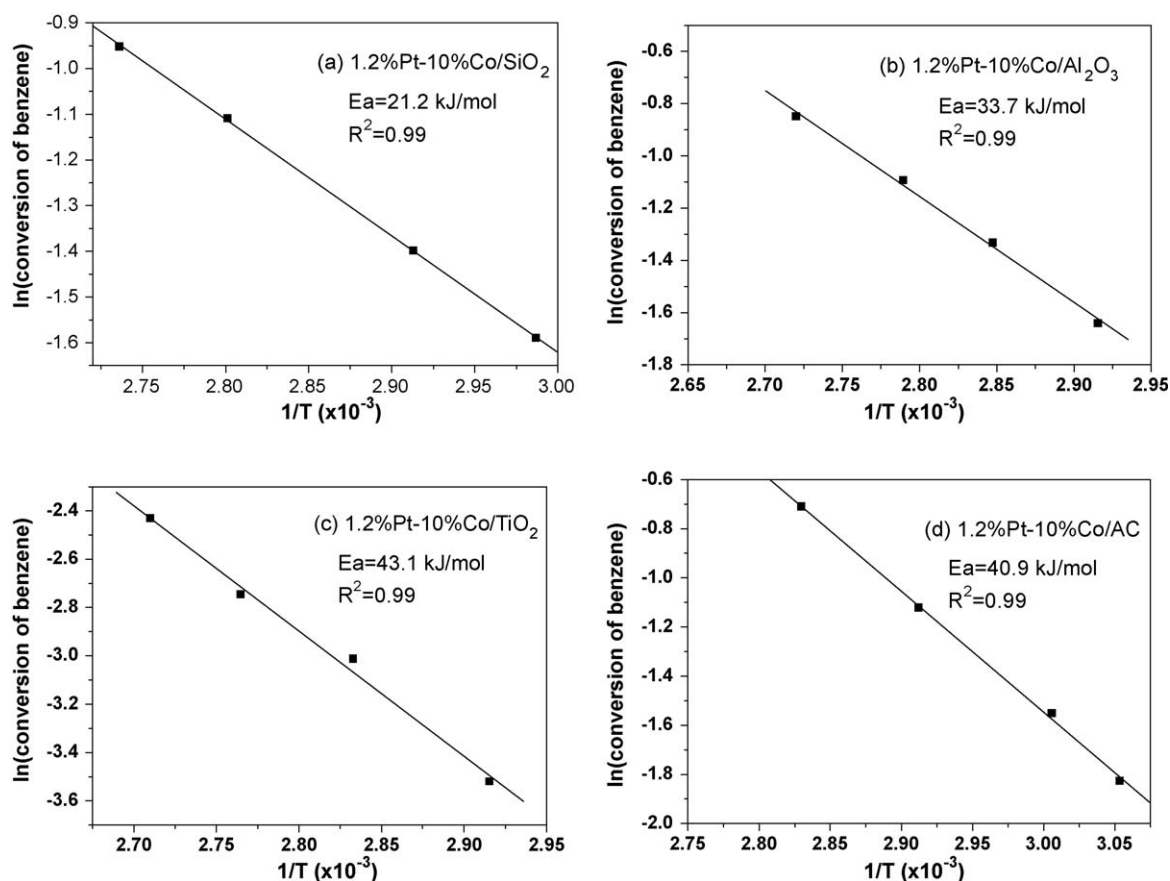 (a) 1.2%Pt-10%Co/SiO₂
Ea=21.2 kJ/mol
R²=0.99
ln(conversion of benzene)
-0.9
-1.0
-1.1
-1.2
-1.3
-1.4
-1.5
-1.6
2.75
2.80
2.85
2.90
2.95
3.00
1/T (x10⁻³)
(b) 1.2%Pt-10%Co/Al₂O₃
Ea=33.7 kJ/mol
R²=0.99
ln(conversion of benzene)
-0.6
-0.8
-1.0
-1.2
-1.4
-1.6
-1.8
2.65
2.70
2.75
2.80
2.85
2.90
2.95
1/T (x10⁻³)
(c) 1.2%Pt-10%Co/TiO₂
Ea=43.1 kJ/mol
R²=0.99
ln(conversion of benzene)
-2.4
-2.6
-2.8
-3.0
-3.2
-3.4
-3.6
2.70
2.75
2.80
2.85
2.90
2.95
1/T (x10⁻³)
(d) 1.2%Pt-10%Co/AC
Ea=40.9 kJ/mol
R²=0.99
ln(conversion of benzene)
-0.6
-0.8
-1.0
-1.2
-1.4
-1.6
-1.8
-2.0
2.75
2.80
2.85
2.90
2.95
3.00
3.05
1/T (x10⁻³)